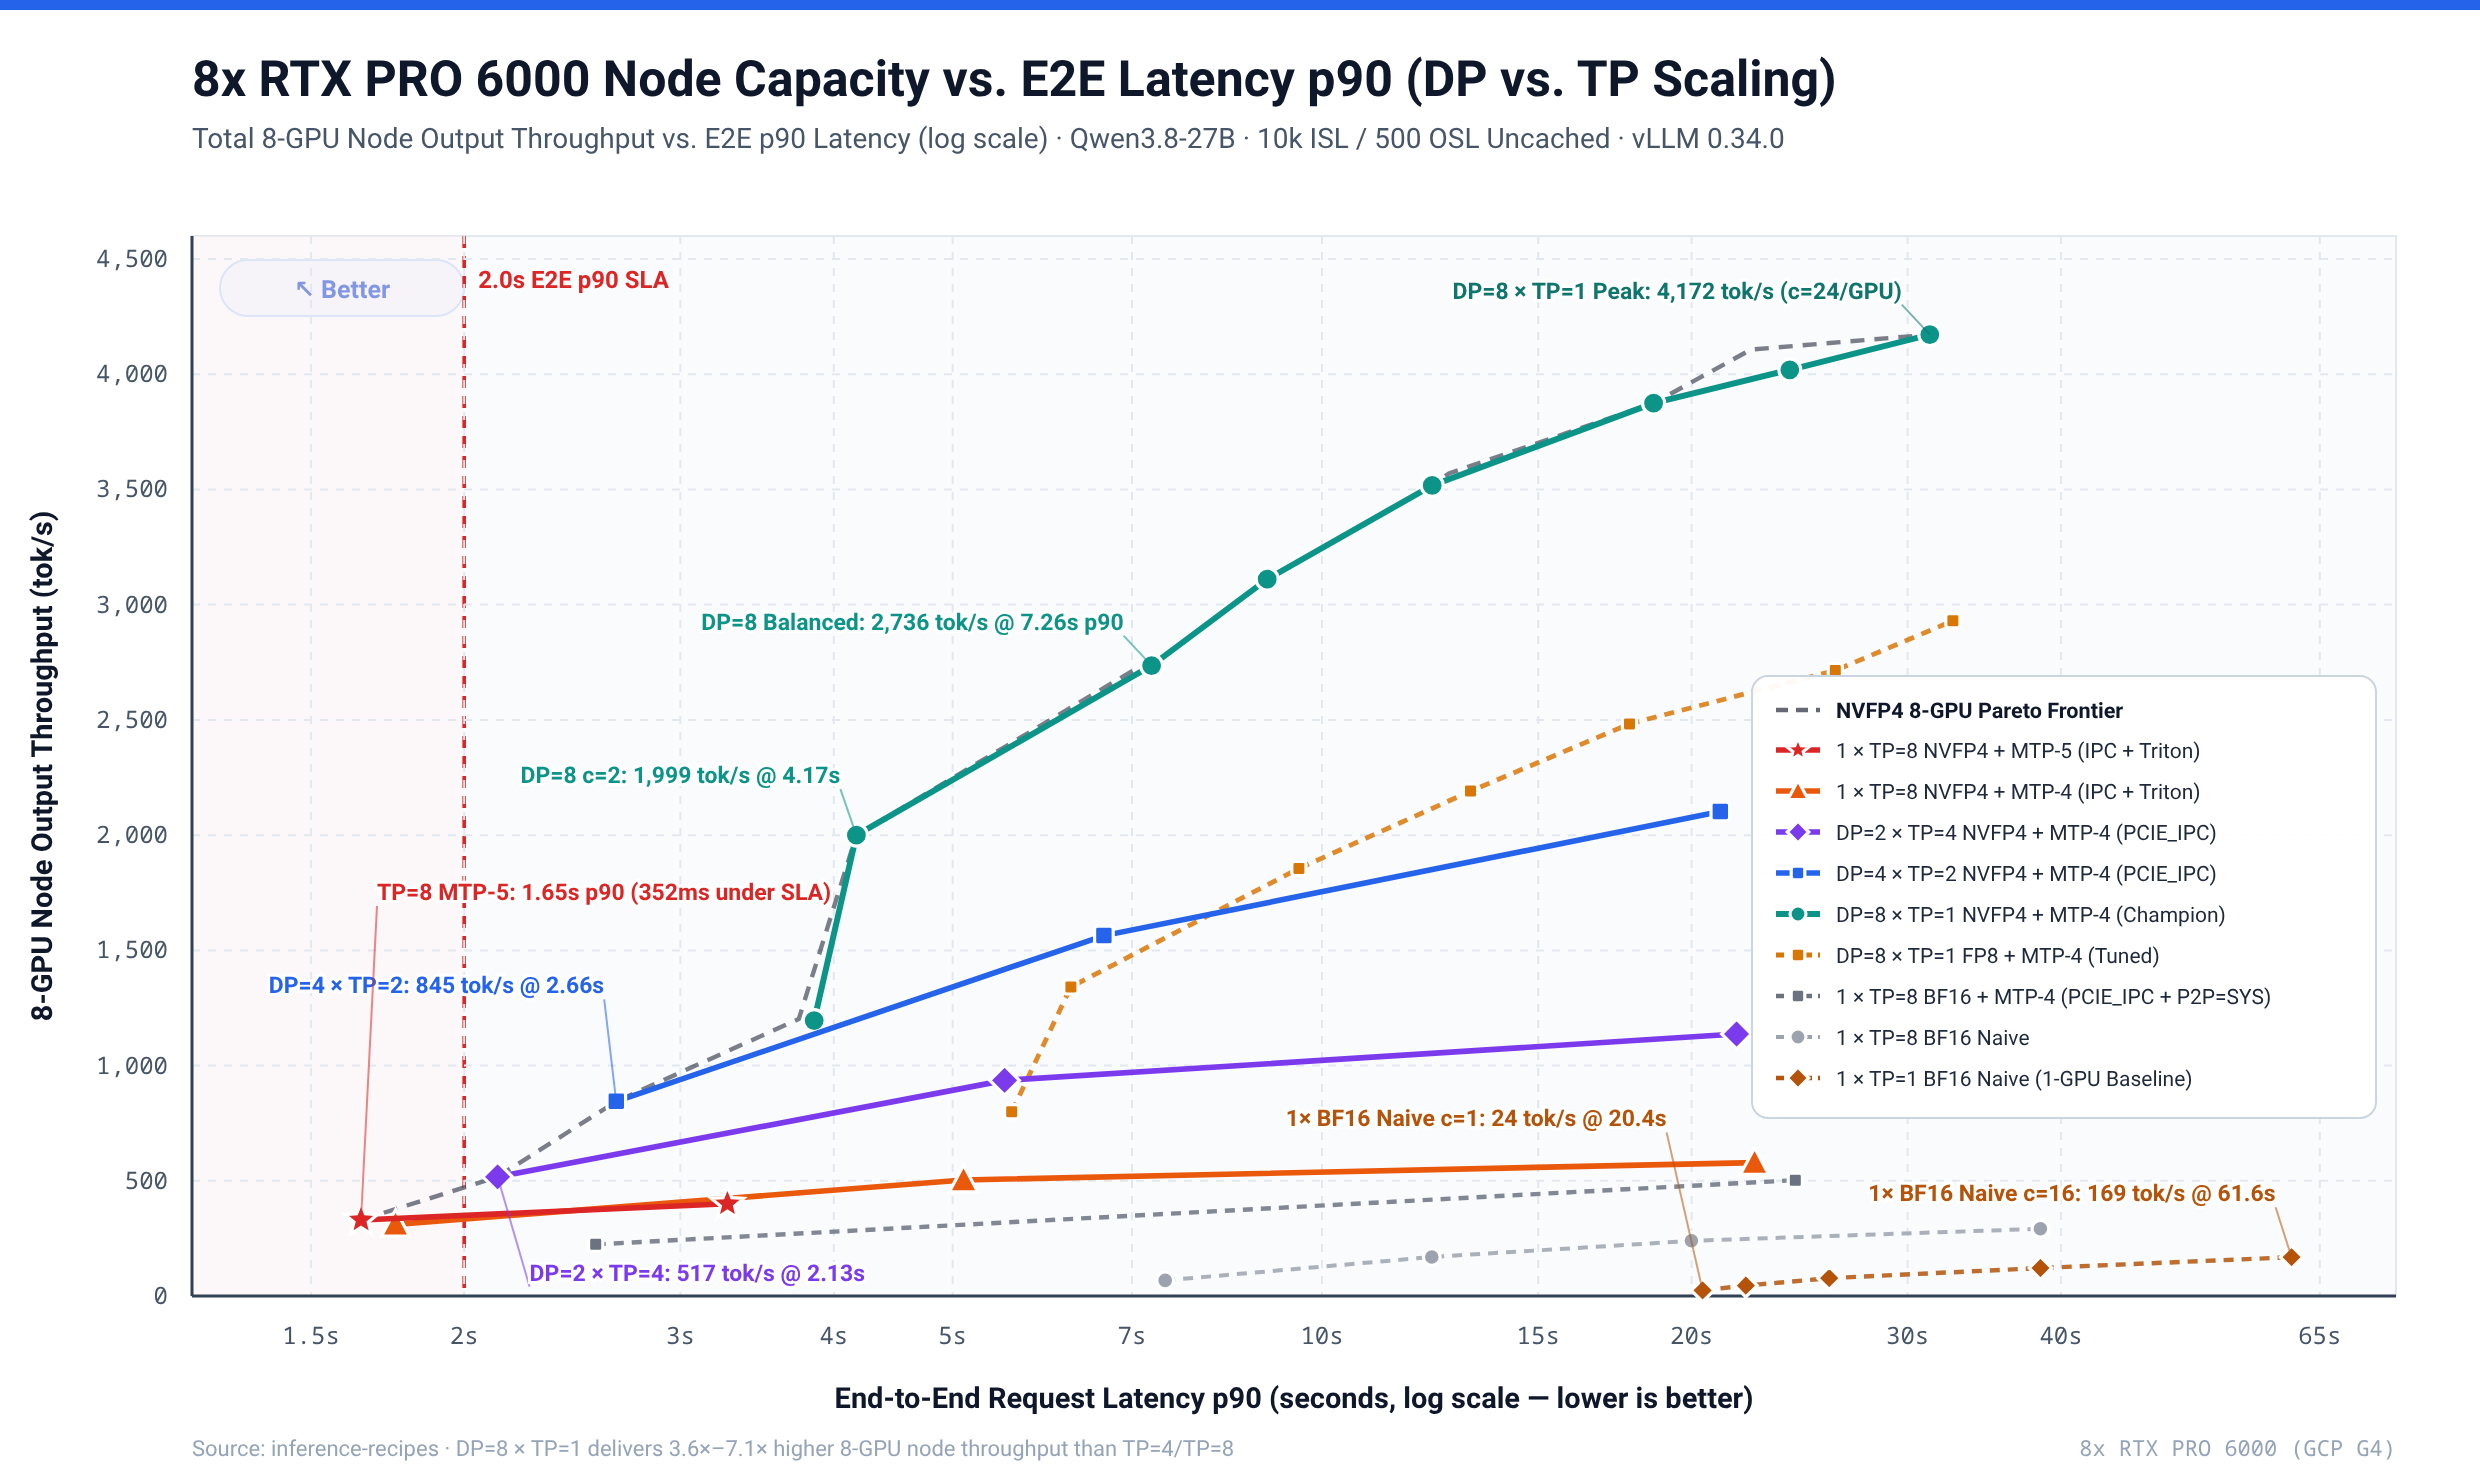 8x RTX PRO 6000 Node Capacity vs. E2E Latency p90 (DP vs. TP Scaling)
Total 8-GPU Node Output Throughput vs. E2E p90 Latency (log scale) · Qwen3.8-27B · 10k ISL / 500 OSL Uncached · vLLM 0.34.0
8-GPU Node Output Throughput (tok/s)
4,500
4,000
3,500
3,000
2,500
2,000
1,500
1,000
500
0
↖ Better
2.0s E2E p90 SLA
DP=8 × TP=1 Peak: 4,172 tok/s (c=24/GPU)
DP=8 Balanced: 2,736 tok/s @ 7.26s p90
DP=8 c=2: 1,999 tok/s @ 4.17s
TP=8 MTP-5: 1.65s p90 (352ms under SLA)
DP=4 × TP=2: 845 tok/s @ 2.66s
1× BF16 Naive c=1: 24 tok/s @ 20.4s
1× BF16 Naive c=16: 169 tok/s @ 61.6s
DP=2 × TP=4: 517 tok/s @ 2.13s
NVFP4 8-GPU Pareto Frontier
1 × TP=8 NVFP4 + MTP-5 (IPC + Triton)
1 × TP=8 NVFP4 + MTP-4 (IPC + Triton)
DP=2 × TP=4 NVFP4 + MTP-4 (PCIE_IPC)
DP=4 × TP=2 NVFP4 + MTP-4 (PCIE_IPC)
DP=8 × TP=1 NVFP4 + MTP-4 (Champion)
DP=8 × TP=1 FP8 + MTP-4 (Tuned)
1 × TP=8 BF16 + MTP-4 (PCIE_IPC + P2P=SYS)
1 × TP=8 BF16 Naive
1 × TP=1 BF16 Naive (1-GPU Baseline)
1.5s 2s 3s 4s 5s 7s 10s 15s 20s 30s 40s 65s
End-to-End Request Latency p90 (seconds, log scale — lower is better)
Source: inference-recipes · DP=8 × TP=1 delivers 3.6×–7.1× higher 8-GPU node throughput than TP=4/TP=8
8x RTX PRO 6000 (GCP G4)